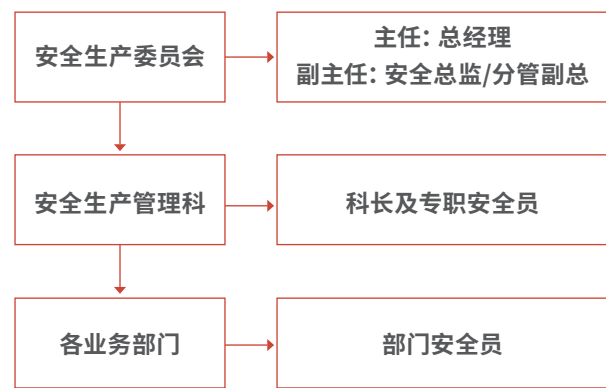 安全生产委员会
主任：总经理
副主任：安全总监/分管副总
安全生产管理科
科长及专职安全员
各业务部门
部门安全员